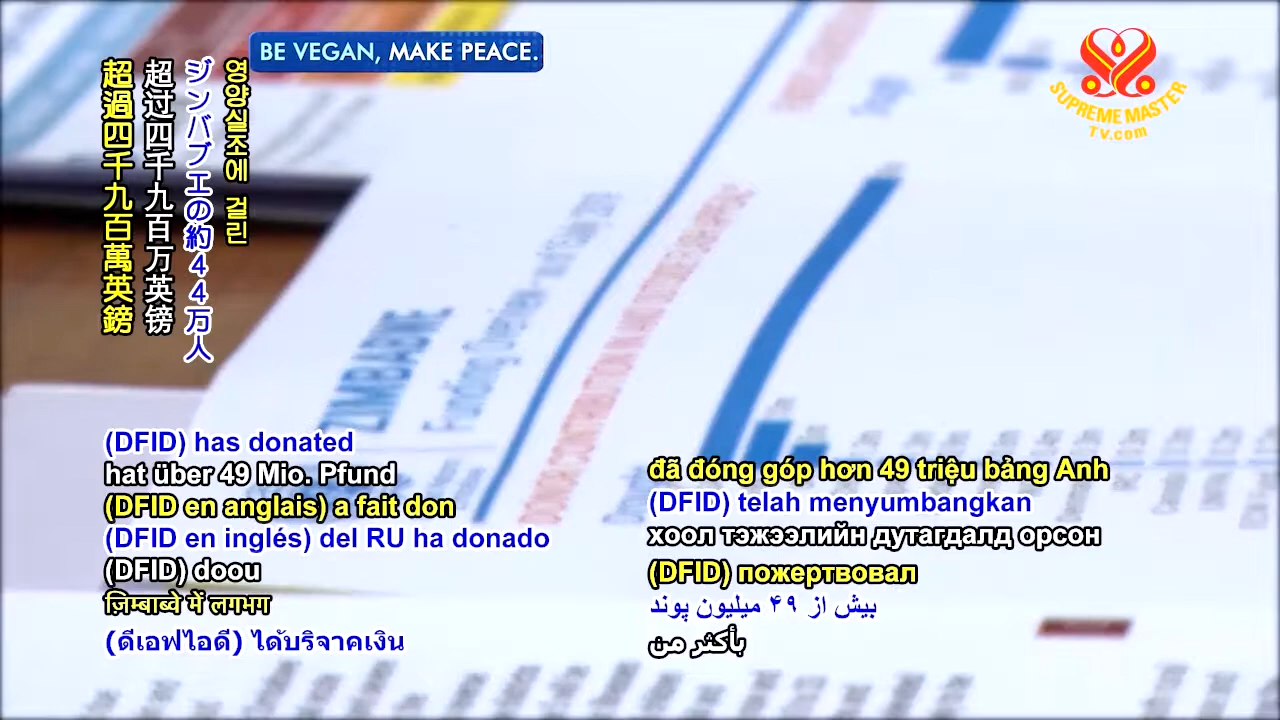 BE VEGAN, MAKE PEACE.
SUPREME MASTER
TV.com
영양실조에 걸린
ジンバブエの約44万人
超过四千九百万英镑
超過四千九百萬英鎊
ZIMBABWE
(DFID) has donated
hat über 49 Mio. Pfund
(DFID en anglais) a fait don
(DFID en inglés) del RU ha donado
(DFID) doou
ज़िम्बाब्वे में लगभग
(ดีเอฟไอดี) ได้บริจาคเงิน
đã đóng góp hơn 49 triệu bảng Anh
(DFID) telah menyumbangkan
хоол тэжээлийн дутагдалд орсон
(DFID) пожертвовал
بیش از ۴۹ میلیون پوند
بأكثر من